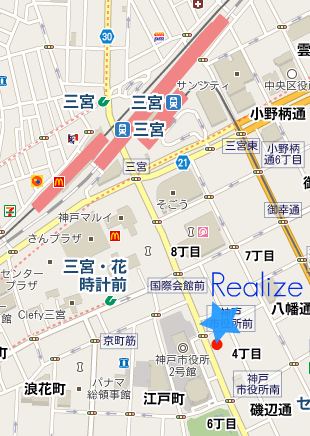 30
雲
サンシティ
中央区役
三宮
三宮
三宮
小野柄通
三宮
三宮東
小野柄
通6丁目
21
そごう
御幸通
神戸マルイ
さんプラザ
8丁目
7丁目
三宮・花
時計前
国際会館前
センター
プラザ
Realize
八幡通
神戸
市役所前
Clefy三宮
京町筋
神戸市役所
2号館
4丁目
神戸
市役所南
浪花町
パナマ
総領事館
江戸町
磯辺通
6丁目
セ